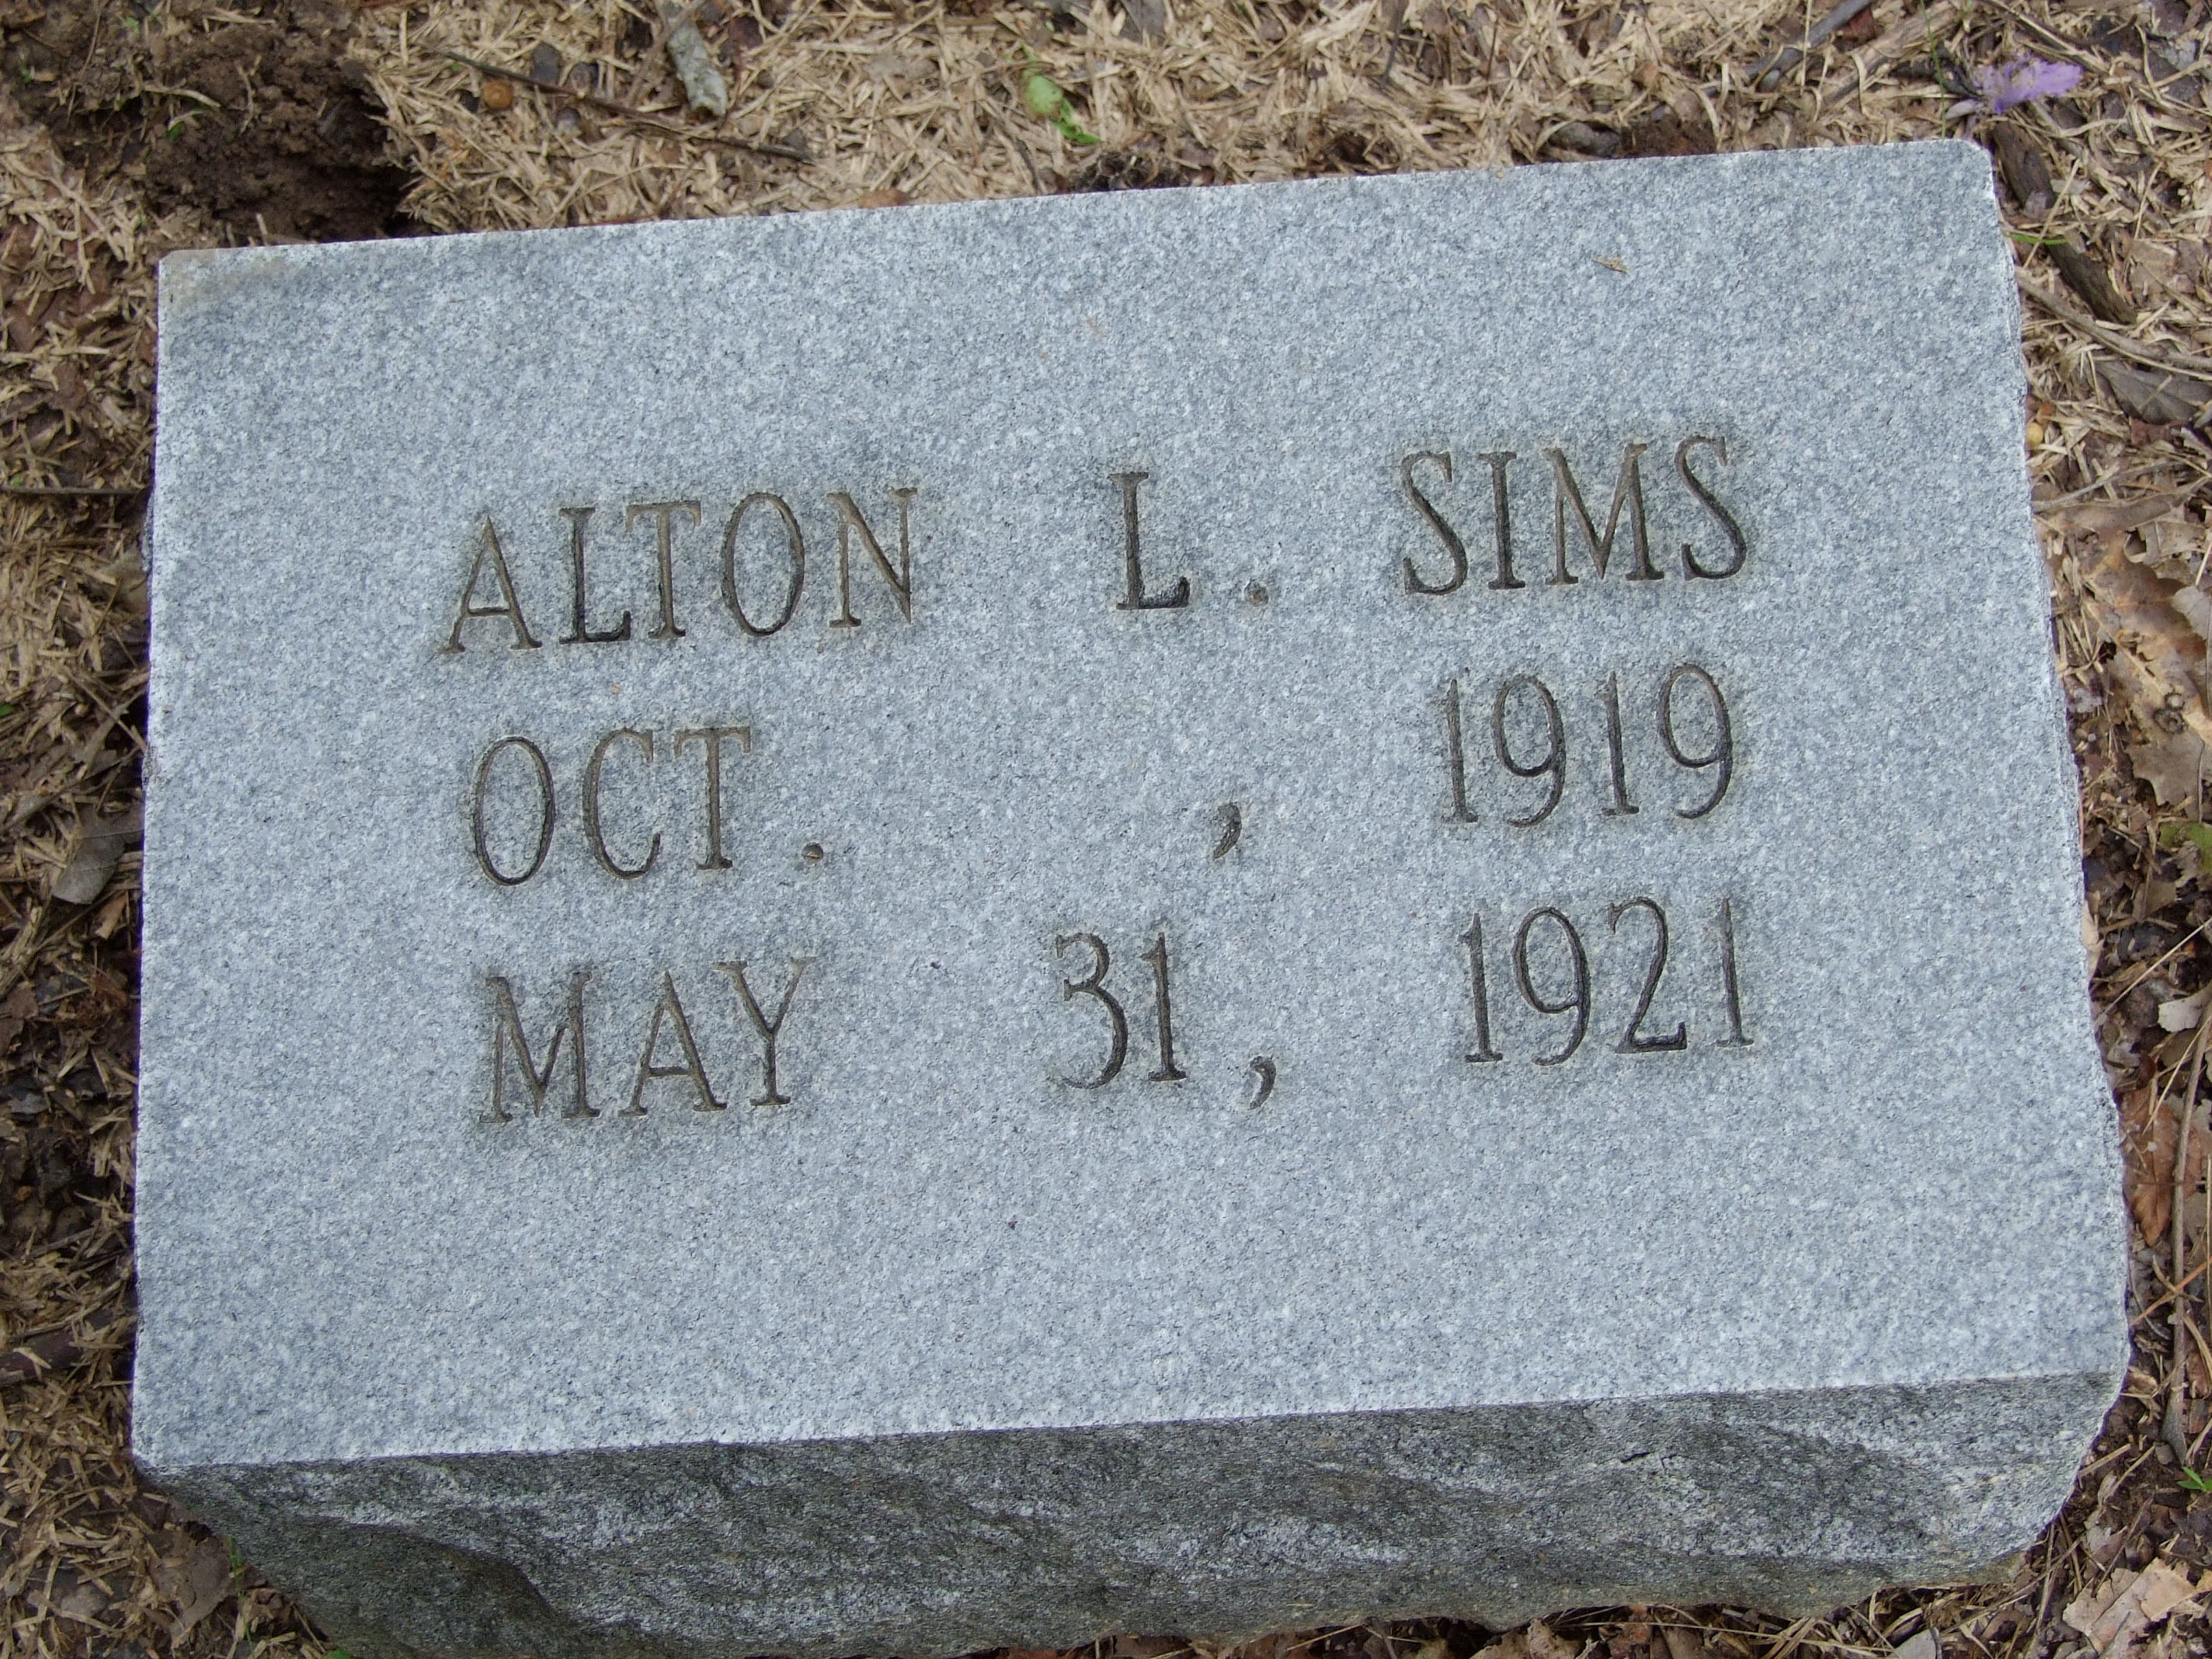 ALTON L. SIMS
OCT. , 1919
MAY 31, 1921